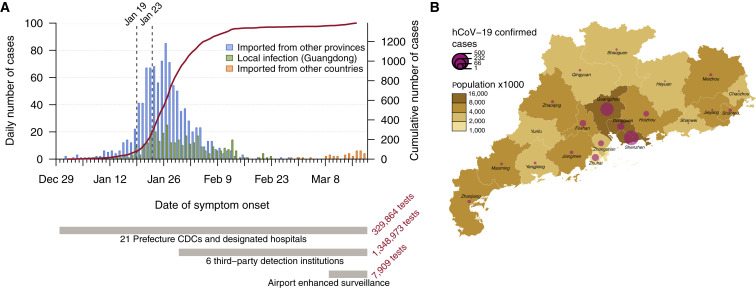 A
Jan 19
Jan 23
Daily number of cases
100
80
60
40
20
0
Imported from other provinces
Local infection (Guangdong)
Imported from other countries
1200
1000
800
600
400
200
0
Cumulative number of cases
Dec 29
Jan 12
Jan 26
Feb 9
Feb 23
Mar 8
Date of symptom onset
21 Prefecture CDCs and designated hospitals
329,864 tests
6 third−party detection institutions
1,348,973 tests
Airport enhanced surveillance
7,909 tests
B
hCoV−19 confirmed
cases
500
232
66
1
Population x1000
16,000
8,000
4,000
2,000
1,000
Shaoguan
Qingyuan
Heyuan
Meizhou
Chaozhou
Zhaoqing
Guangzhou
Huizhou
Jieyang
Shantou
Shanwei
Dongguan
Foshan
Yunfu
Shenzhen
Zhongshan
Zhuhai
Jiangmen
Yangjiang
Maoming
Zhanjiang